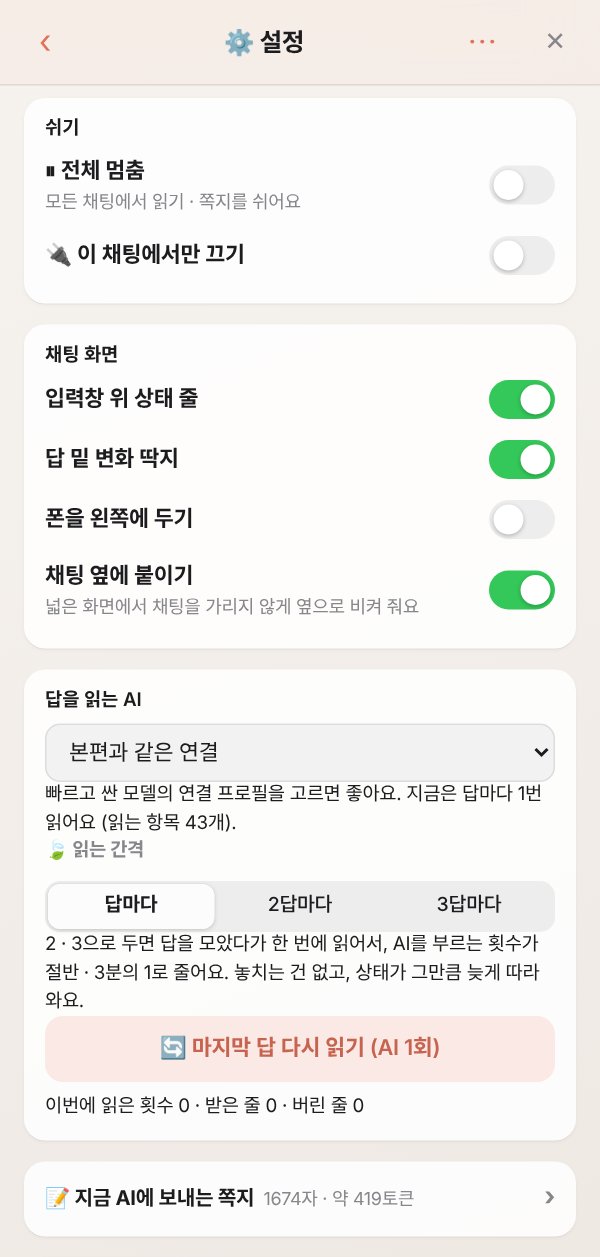 ⚙️ 설정
쉬기
⏸ 전체 멈춤
모든 채팅에서 읽기 · 쪽지를 쉬어요
🔌 이 채팅에서만 끄기
채팅 화면
입력창 위 상태 줄
답 밑 변화 딱지
폰을 왼쪽에 두기
채팅 옆에 붙이기
넓은 화면에서 채팅을 가리지 않게 옆으로 비켜 줘요
답을 읽는 AI
본편과 같은 연결
빠르고 싼 모델의 연결 프로필을 고르면 좋아요. 지금은 답마다 1번
읽어요 (읽는 항목 43개).
🍃 읽는 간격
답마다 2답마다 3답마다
2 · 3으로 두면 답을 모았다가 한 번에 읽어서, AI를 부르는 횟수가
절반 · 3분의 1로 줄어요. 놓치는 건 없고, 상태가 그만큼 늦게 따라
와요.
🔄 마지막 답 다시 읽기 (AI 1회)
이번에 읽은 횟수 0 · 받은 줄 0 · 버린 줄 0
📝 지금 AI에 보내는 쪽지 1674자 · 약 419토큰